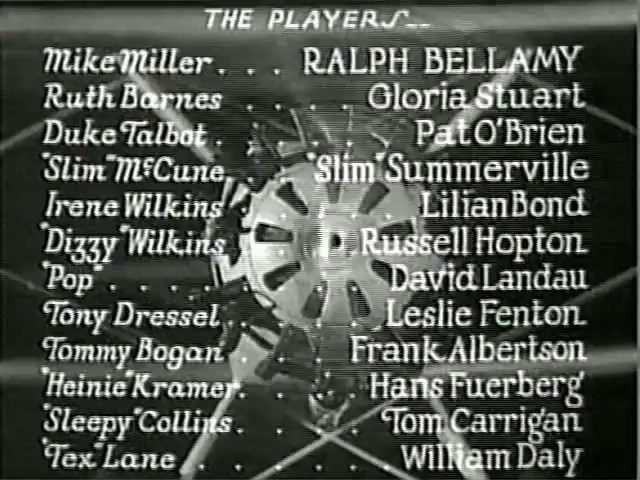 THE PLAYERS--
Mike Miller . . . RALPH BELLAMY
Ruth Barnes . . . . Gloria Stuart
Duke Talbot . . . . . Pat O'Brien
"Slim" McCune . . . "Slim" Summerville
Irene Wilkins . . . . . Lilian Bond
"Dizzy" Wilkins . . . . Russell Hopton
"Pop" . . . . . . . . David Landau
Tony Dressel . . . . Leslie Fenton
Tommy Bogan . . . Frank Albertson
"Heinie" Kramer . . . . Hans Fuerberg
"Sleepy" Collins . . . . Tom Carrigan
"Tex" Lane . . . . . . William Daly